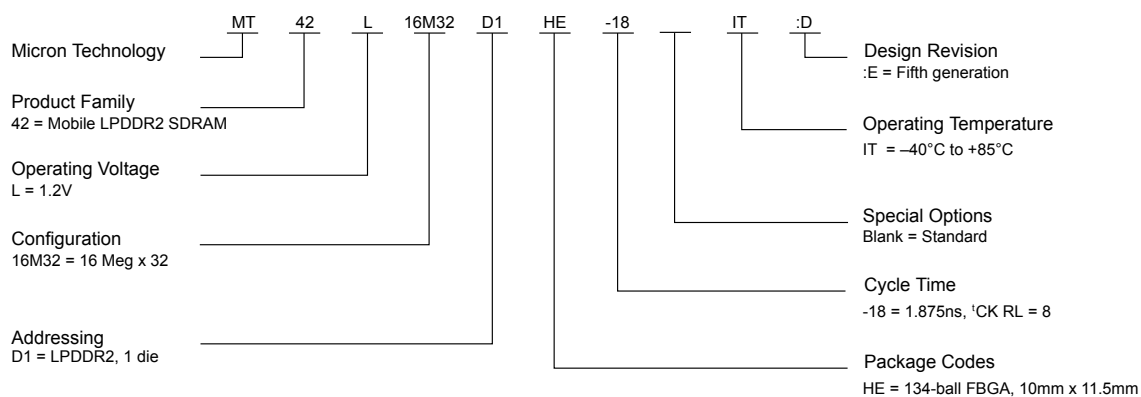 MT 42 L 16M32 D1 HE -18 IT :D
Micron Technology
Product Family
42 = Mobile LPDDR2 SDRAM
Operating Voltage
L = 1.2V
Configuration
16M32 = 16 Meg x 32
Addressing
D1 = LPDDR2, 1 die
Design Revision
:E = Fifth generation
Operating Temperature
IT = –40°C to +85°C
Special Options
Blank = Standard
Cycle Time
-18 = 1.875ns, ᵗCK RL = 8
Package Codes
HE = 134-ball FBGA, 10mm x 11.5mm